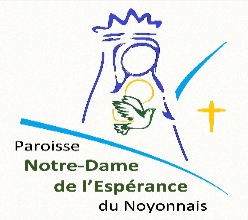 Paroisse
Notre-Dame
de l'Espérance
du Noyonnais